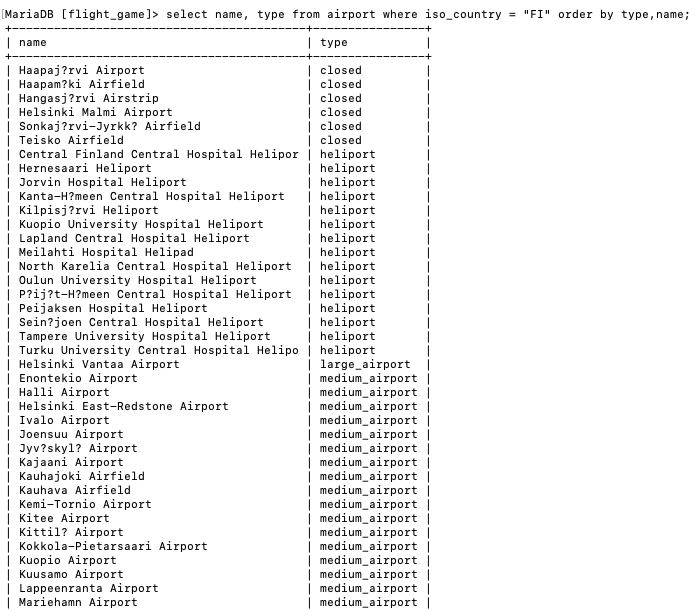 MariaDB [flight_game]> select name, type from airport where iso_country = "FI" order by type,name;
+------------------------------------------+----------------+
| name                                     | type           |
+------------------------------------------+----------------+
| Haapaj?rvi Airport                       | closed         |
| Haapam?ki Airfield                       | closed         |
| Hangasj?rvi Airstrip                     | closed         |
| Helsinki Malmi Airport                   | closed         |
| Sonkaj?rvi-Jyrkk? Airfield               | closed         |
| Teisko Airfield                          | closed         |
| Central Finland Central Hospital Helipor | heliport       |
| Hernesaari Heliport                      | heliport       |
| Jorvin Hospital Heliport                 | heliport       |
| Kanta-H?meen Central Hospital Heliport   | heliport       |
| Kilpisj?rvi Heliport                     | heliport       |
| Kuopio University Hospital Heliport      | heliport       |
| Lapland Central Hospital Heliport        | heliport       |
| Meilahti Hospital Helipad                | heliport       |
| North Karelia Central Hospital Heliport  | heliport       |
| Oulun University Hospital Heliport       | heliport       |
| P?ij?t-H?meen Central Hospital Heliport  | heliport       |
| Peijaksen Hospital Heliport              | heliport       |
| Sein?joen Central Hospital Heliport      | heliport       |
| Tampere University Hospital Heliport     | heliport       |
| Turku University Central Hospital Helipo | heliport       |
| Helsinki Vantaa Airport                  | large_airport  |
| Enontekio Airport                        | medium_airport |
| Halli Airport                            | medium_airport |
| Helsinki East-Redstone Airport           | medium_airport |
| Ivalo Airport                            | medium_airport |
| Joensuu Airport                          | medium_airport |
| Jyv?skyl? Airport                        | medium_airport |
| Kajaani Airport                          | medium_airport |
| Kauhajoki Airfield                       | medium_airport |
| Kauhava Airfield                         | medium_airport |
| Kemi-Tornio Airport                      | medium_airport |
| Kitee Airport                            | medium_airport |
| Kittil? Airport                          | medium_airport |
| Kokkola-Pietarsaari Airport              | medium_airport |
| Kuopio Airport                           | medium_airport |
| Kuusamo Airport                          | medium_airport |
| Lappeenranta Airport                     | medium_airport |
| Mariehamn Airport                        | medium_airport |